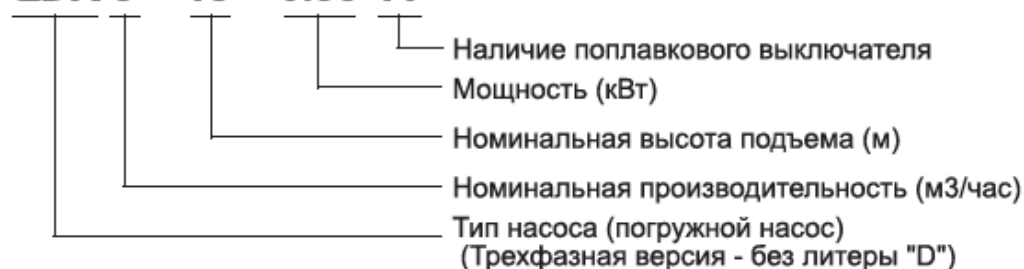 Наличие поплавкового выключателя
Мощность (кВт)
Номинальная высота подъема (м)
Номинальная производительность (м3/час)
Тип насоса (погружной насос)
(Трехфазная версия - без литеры "D")